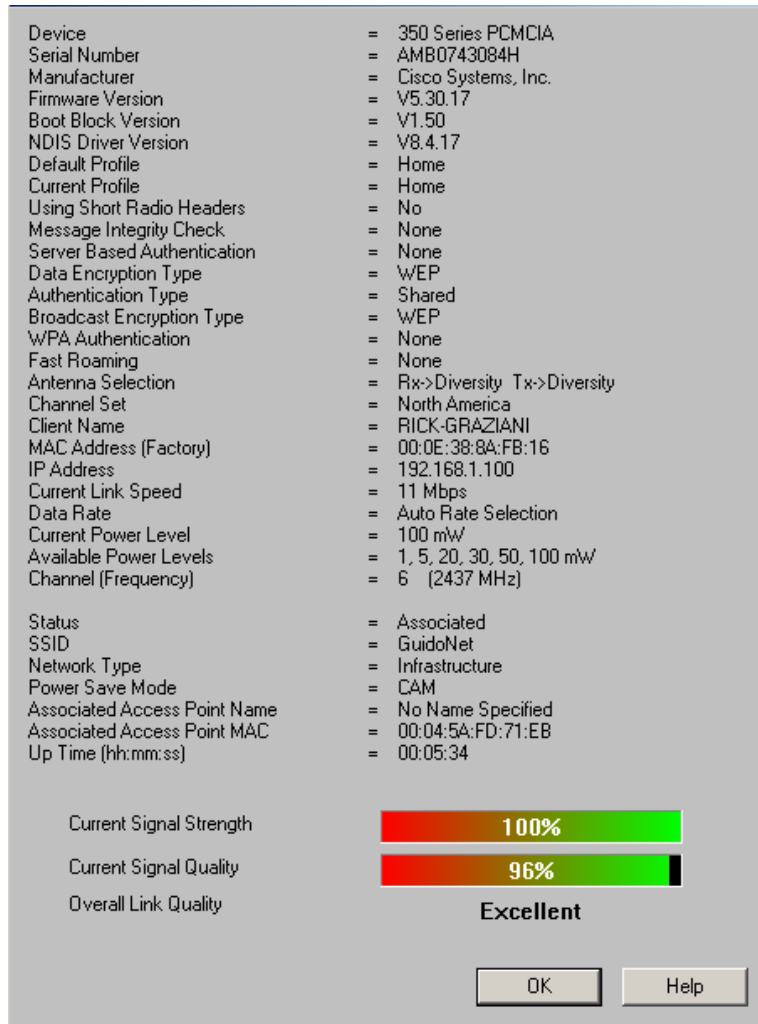 Device = 350 Series PCMCIA
Serial Number = AMB0743084H
Manufacturer = Cisco Systems, Inc.
Firmware Version = V5.30.17
Boot Block Version = V1.50
NDIS Driver Version = V8.4.17
Default Profile = Home
Current Profile = Home
Using Short Radio Headers = No
Message Integrity Check = None
Server Based Authentication = None
Data Encryption Type = WEP
Authentication Type = Shared
Broadcast Encryption Type = WEP
WPA Authentication = None
Fast Roaming = None
Antenna Selection = Rx->Diversity Tx->Diversity
Channel Set = North America
Client Name = RICK-GRAZIANI
MAC Address (Factory) = 00:0E:38:8A:FB:16
IP Address = 192.168.1.100
Current Link Speed = 11 Mbps
Data Rate = Auto Rate Selection
Current Power Level = 100 mW
Available Power Levels = 1, 5, 20, 30, 50, 100 mW
Channel (Frequency) = 6 (2437 MHz)
Status = Associated
SSID = GuidoNet
Network Type = Infrastructure
Power Save Mode = CAM
Associated Access Point Name = No Name Specified
Associated Access Point MAC = 00:04:5A:FD:71:EB
Up Time (hh:mm:ss) = 00:05:34
Current Signal Strength 100%
Current Signal Quality 96%
Overall Link Quality Excellent
OK Help